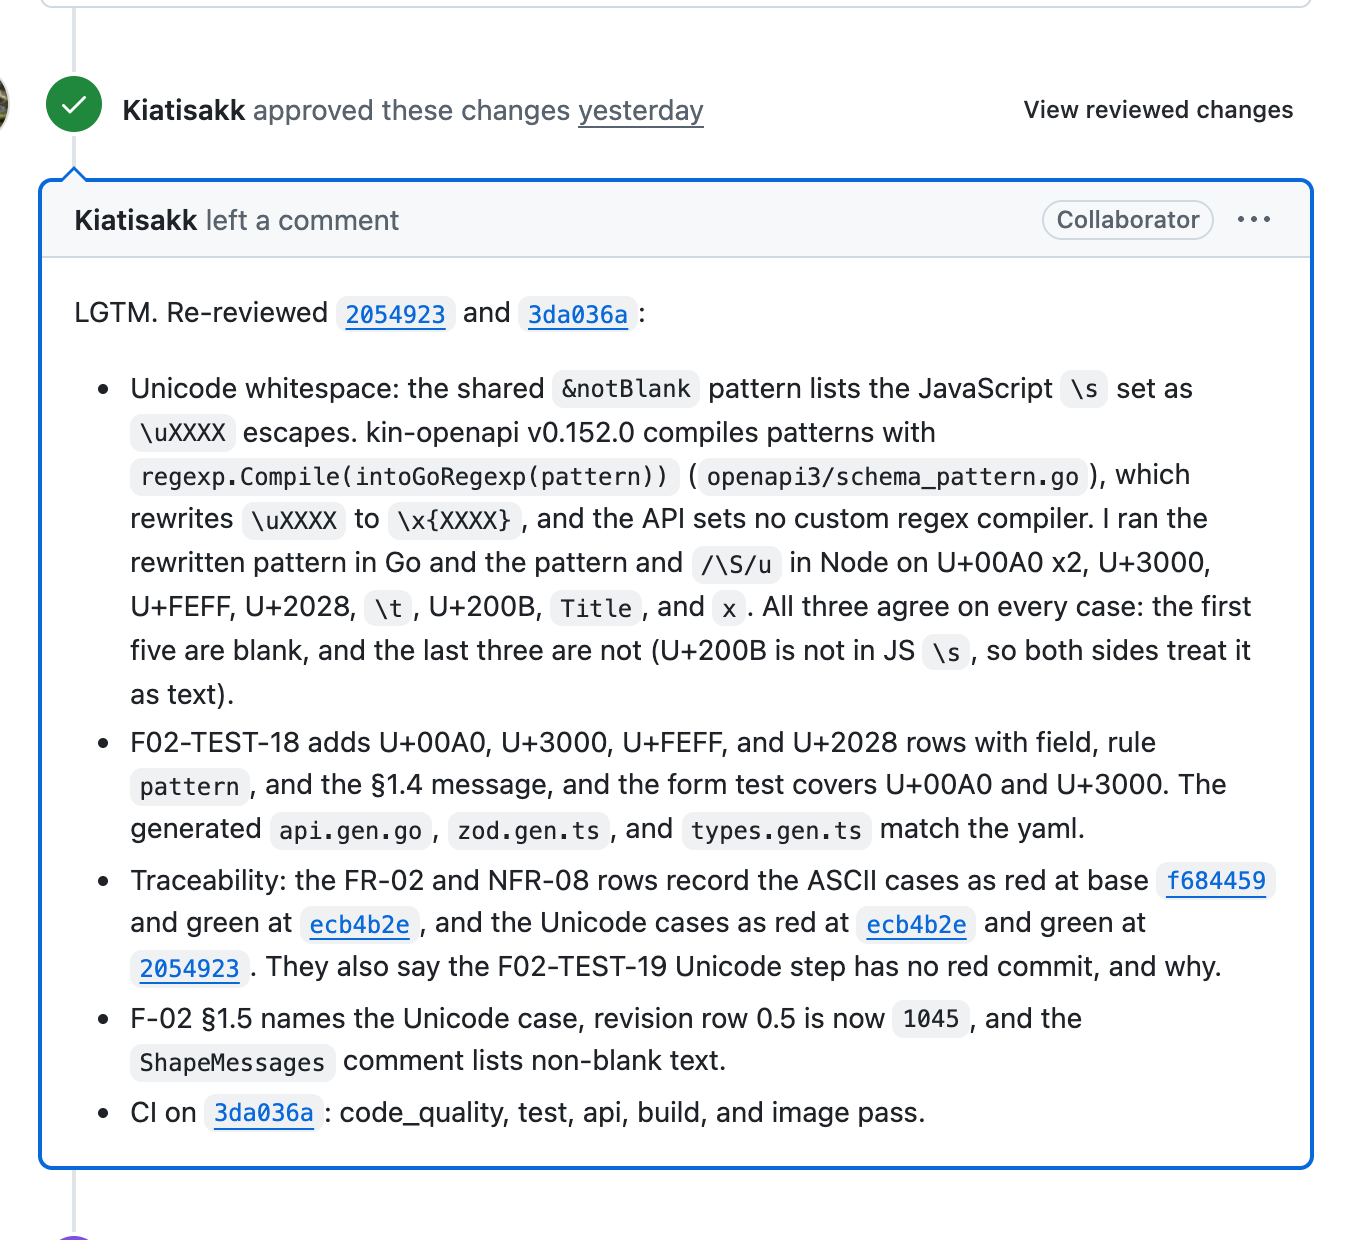 Kiatisakk approved these changes yesterday
View reviewed changes
Kiatisakk left a comment
Collaborator
LGTM. Re-reviewed 2054923 and 3da036a:
• Unicode whitespace: the shared &notBlank pattern lists the JavaScript \s set as
\uXXXX escapes. kin-openapi v0.152.0 compiles patterns with
regexp.Compile(intoGoRegexp(pattern)) (openapi3/schema_pattern.go), which
rewrites \uXXXX to \x{XXXX}, and the API sets no custom regex compiler. I ran the
rewritten pattern in Go and the pattern and /\S/u in Node on U+00A0 x2, U+3000,
U+FEFF, U+2028, \t, U+200B, Title, and x. All three agree on every case: the first
five are blank, and the last three are not (U+200B is not in JS \s, so both sides treat it
as text).
• F02-TEST-18 adds U+00A0, U+3000, U+FEFF, and U+2028 rows with field, rule
pattern, and the §1.4 message, and the form test covers U+00A0 and U+3000. The
generated api.gen.go, zod.gen.ts, and types.gen.ts match the yaml.
• Traceability: the FR-02 and NFR-08 rows record the ASCII cases as red at base f684459
and green at ecb4b2e, and the Unicode cases as red at ecb4b2e and green at
2054923. They also say the F02-TEST-19 Unicode step has no red commit, and why.
• F-02 §1.5 names the Unicode case, revision row 0.5 is now 1045, and the
ShapeMessages comment lists non-blank text.
• CI on 3da036a: code_quality, test, api, build, and image pass.